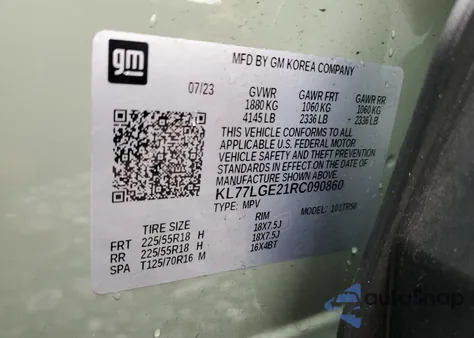 gm
MFD BY GM KOREA COMPANY
07/23 GVWR GAWR FRT GAWR RR
1880 KG 1060 KG 1060 KG
4145 LB - 2336 LB - 2336 LB
THIS VEHICLE CONFORMS TO ALL
APPLICABLE U.S. FEDERAL MOTOR
VEHICLE SAFETY AND THEFT PREVENTION
STANDARDS IN EFFECT ON THE DATE OF
MANUFACTURE SHOWN ABOVE.
KL77LGE21RC090860
TYPE: MPV MODEL: 101TR58
TIRE SIZE RIM
FRT 225/55R18 H 18X7.5J
RR 225/55R18 H 18X7.5J
SPA T125/70R16 M 16X4BT
autoSnap